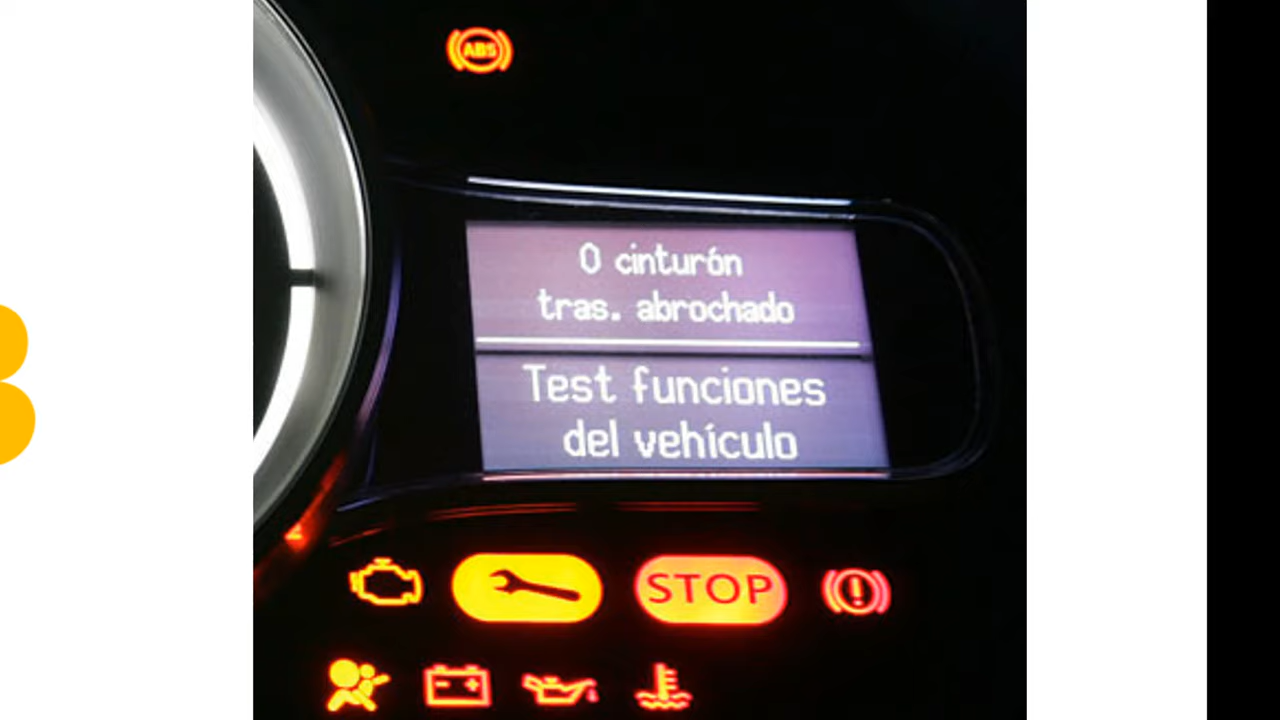 ABS
0 cinturón
tras. abrochado
Test funciones
del vehículo
STOP